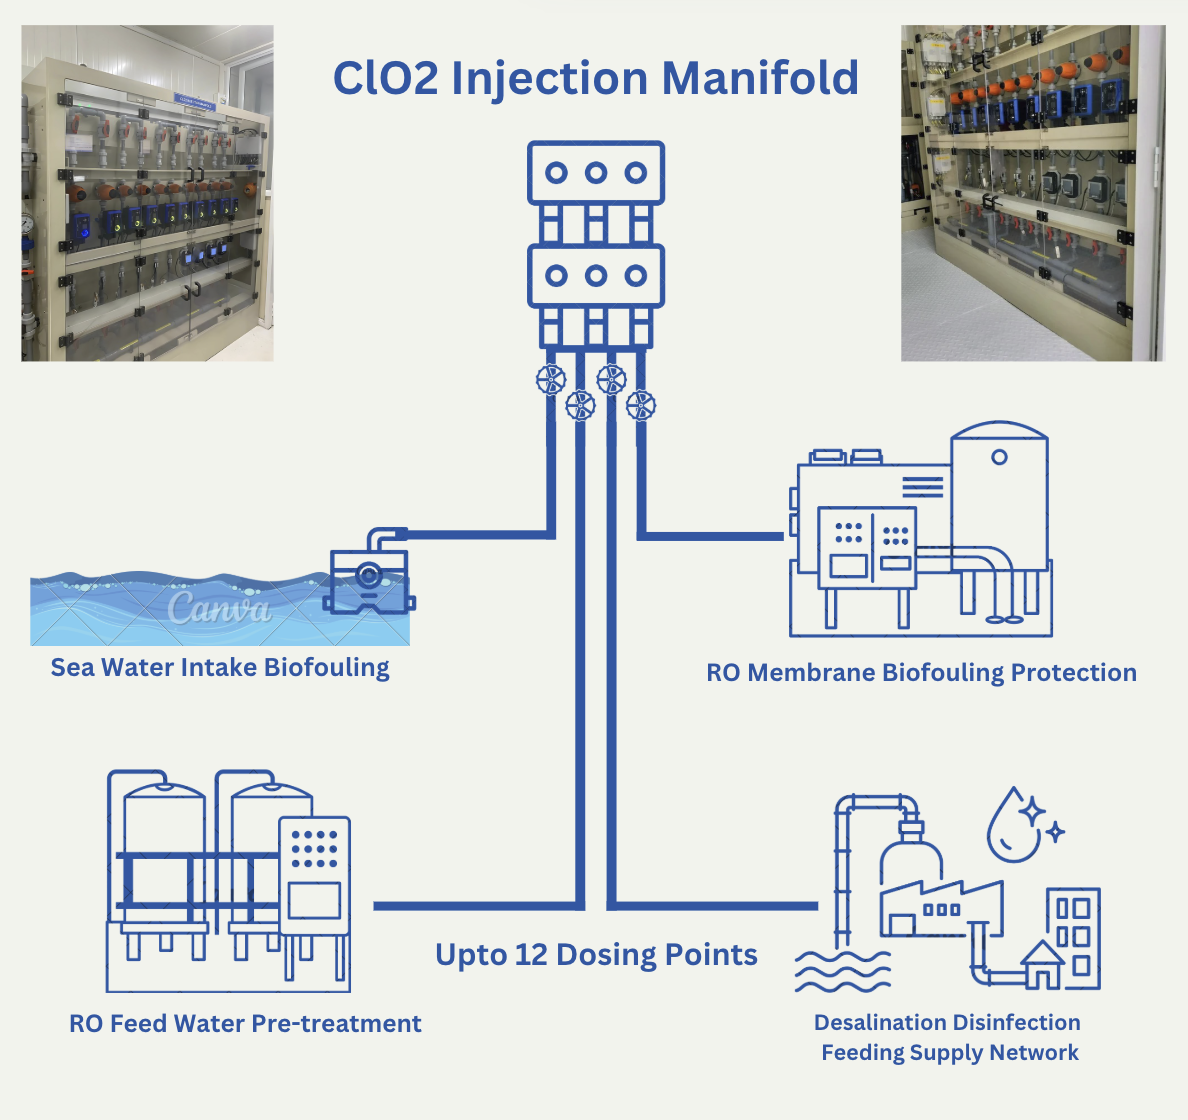 ClO2 Injection Manifold
Canva
Sea Water Intake Biofouling
RO Membrane Biofouling Protection
Upto 12 Dosing Points
RO Feed Water Pre-treatment
Desalination Disinfection
Feeding Supply Network